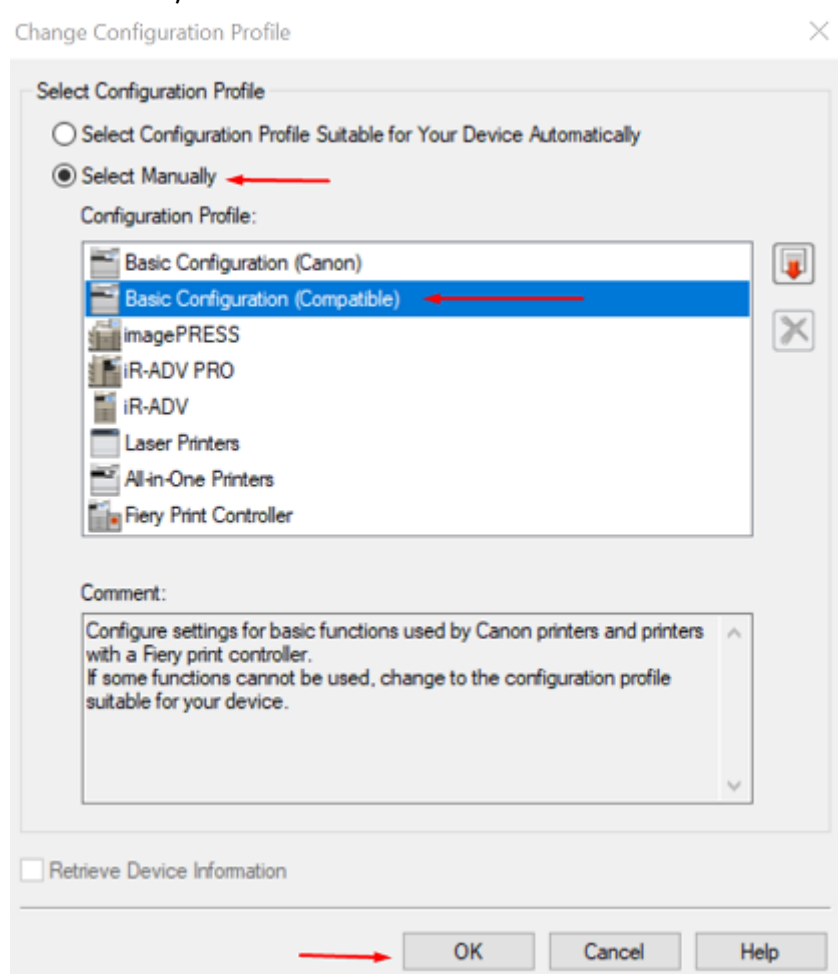 Change Configuration Profile
Select Configuration Profile
Select Configuration Profile Suitable for Your Device Automatically
Select Manually
Configuration Profile:
Basic Configuration (Canon)
Basic Configuration (Compatible)
imagePRESS
iR-ADV PRO
iR-ADV
Laser Printers
All-in-One Printers
Fiery Print Controller
Comment:
Configure settings for basic functions used by Canon printers and printers
with a Fiery print controller.
If some functions cannot be used, change to the configuration profile
suitable for your device.
Retrieve Device Information
OK Cancel Help